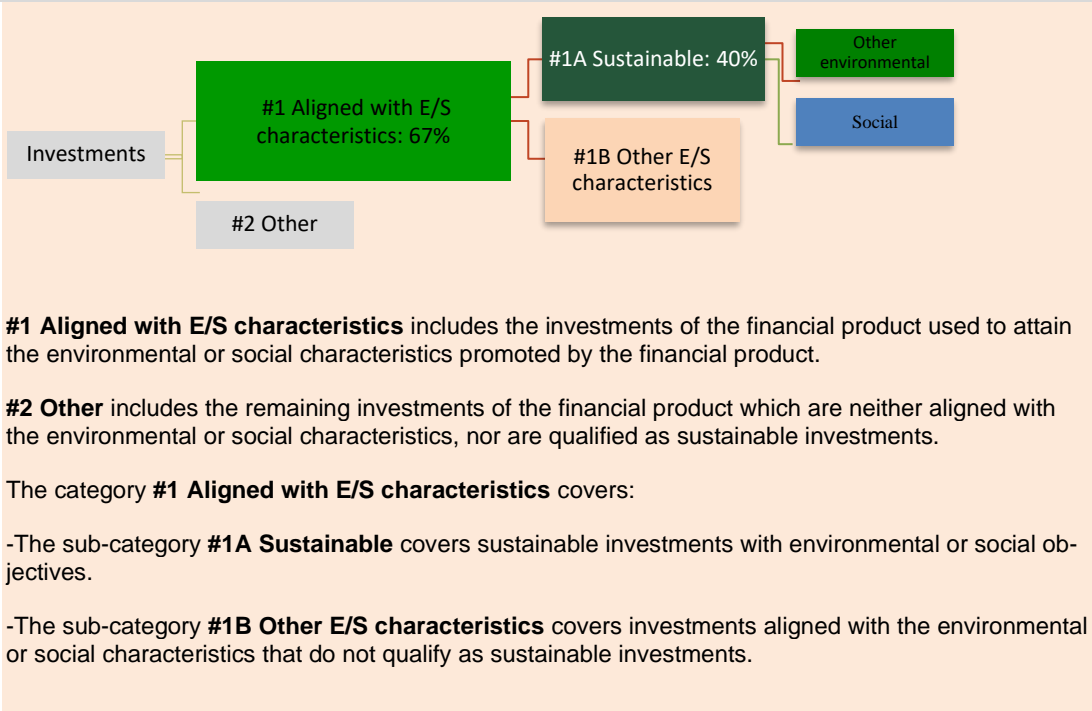 Investments
#1 Aligned with E/S
characteristics: 67%
#2 Other
#1A Sustainable: 40%
#1B Other E/S
characteristics
Other
environmental
Social
#1 Aligned with E/S characteristics includes the investments of the financial product used to attain
the environmental or social characteristics promoted by the financial product.
#2 Other includes the remaining investments of the financial product which are neither aligned with
the environmental or social characteristics, nor are qualified as sustainable investments.
The category #1 Aligned with E/S characteristics covers:
-The sub-category #1A Sustainable covers sustainable investments with environmental or social ob-
jectives.
-The sub-category #1B Other E/S characteristics covers investments aligned with the environmental
or social characteristics that do not qualify as sustainable investments.